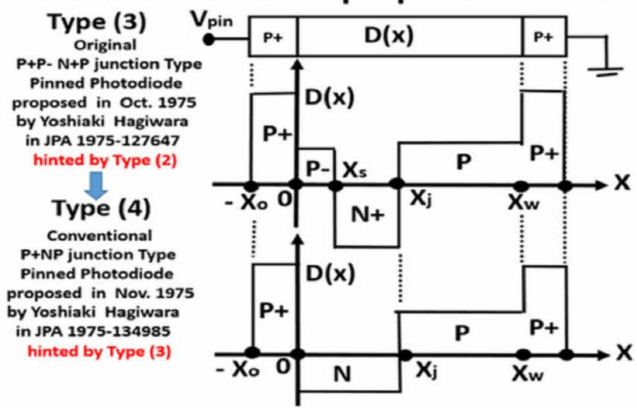 Type (3)
Original
P+P- N+P junction Type
Pinned Photodiode
proposed in Oct. 1975
by Yoshiaki Hagiwara
in JPA 1975-127647
hinted by Type (2)
Type (4)
Conventional
P+NP junction Type
Pinned Photodiode
proposed in Nov. 1975
by Yoshiaki Hagiwara
in JPA 1975-134985
hinted by Type (3)
Vpin
P+
D(x)
P+
D(x)
P+
P-
Xs
P
P+
- Xo
0
N+
Xj
Xw
X
D(x)
P+
P
P+
- Xo
0
N
Xj
Xw
X